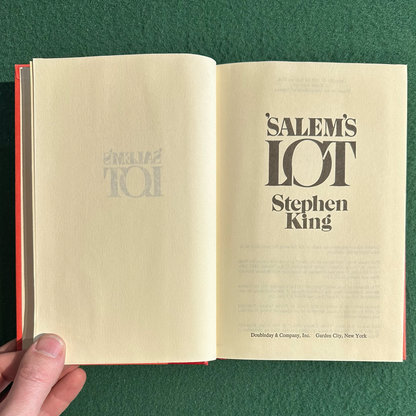 'SALEM'S
LOT
Stephen
King
Doubleday & Company, Inc. Garden City, New York